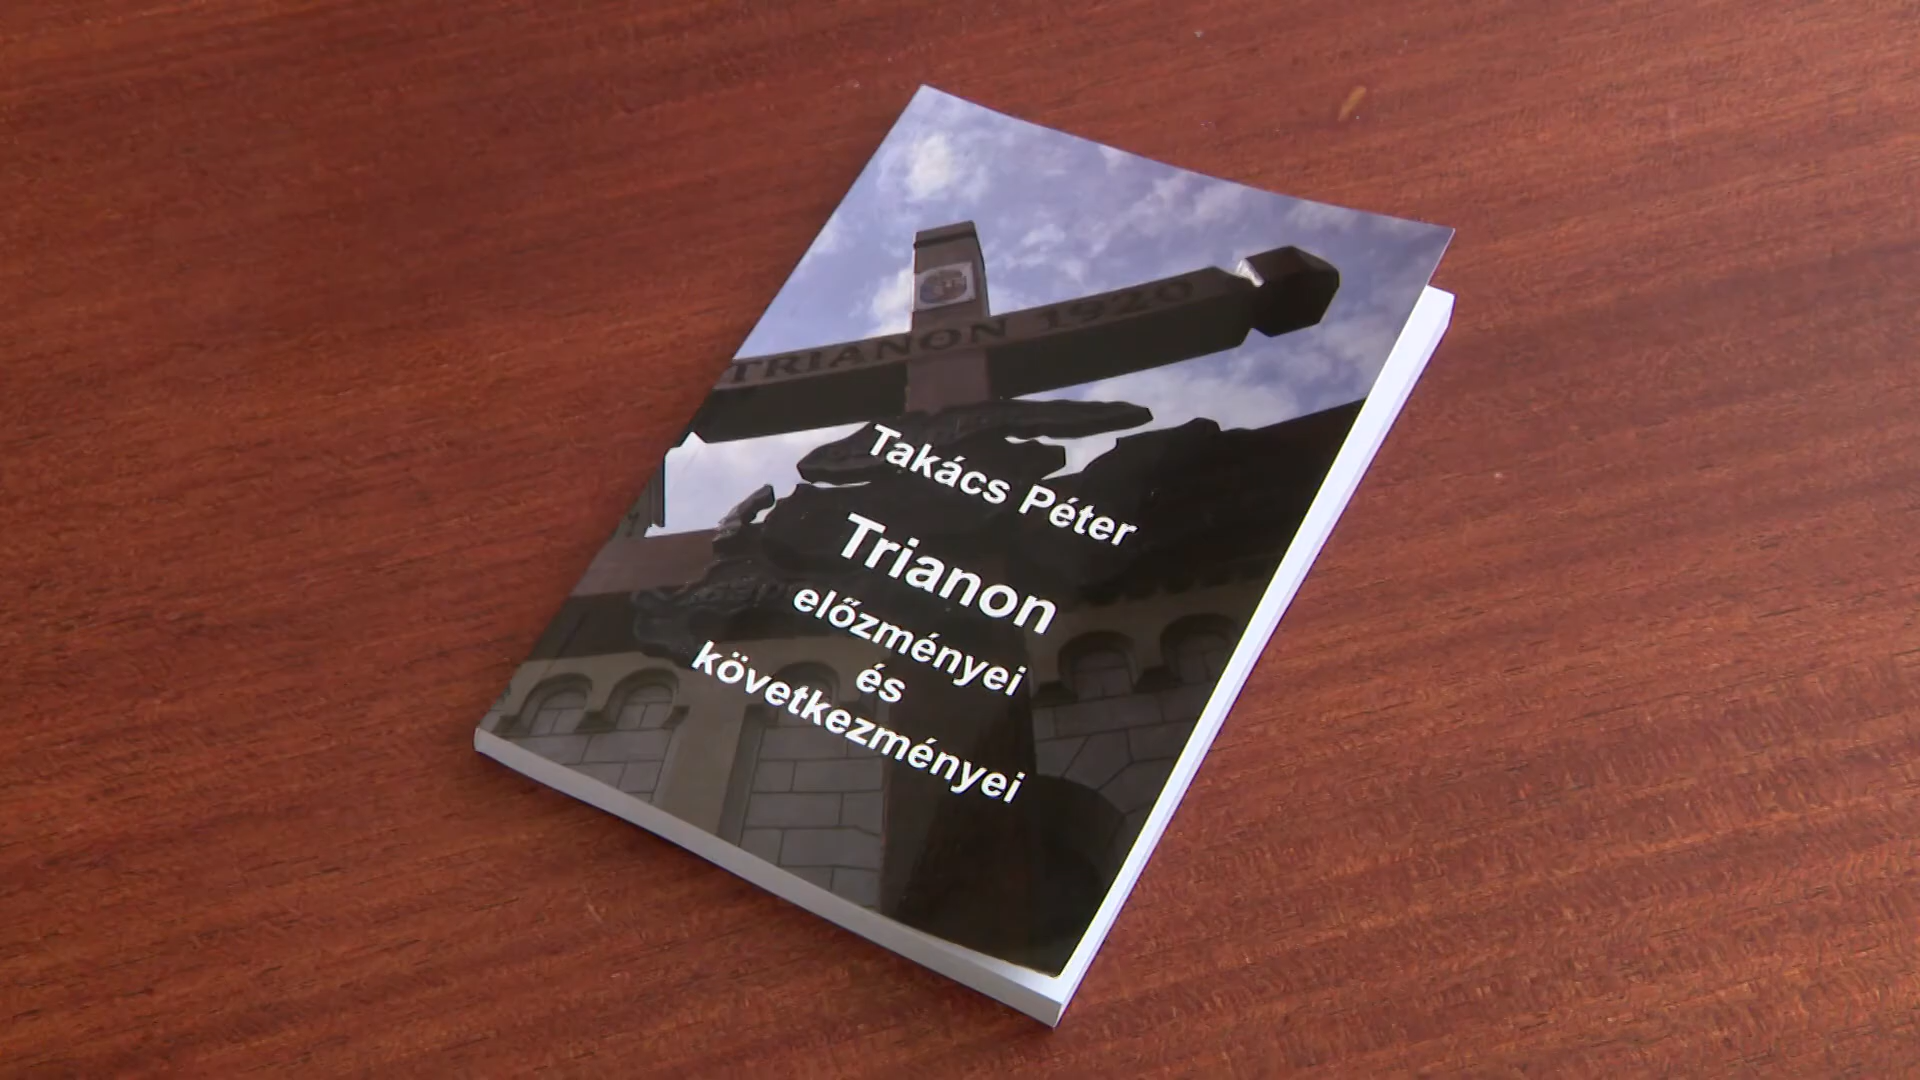 TRIANON 1920
Takács Péter
Trianon
előzményei
és
következményei